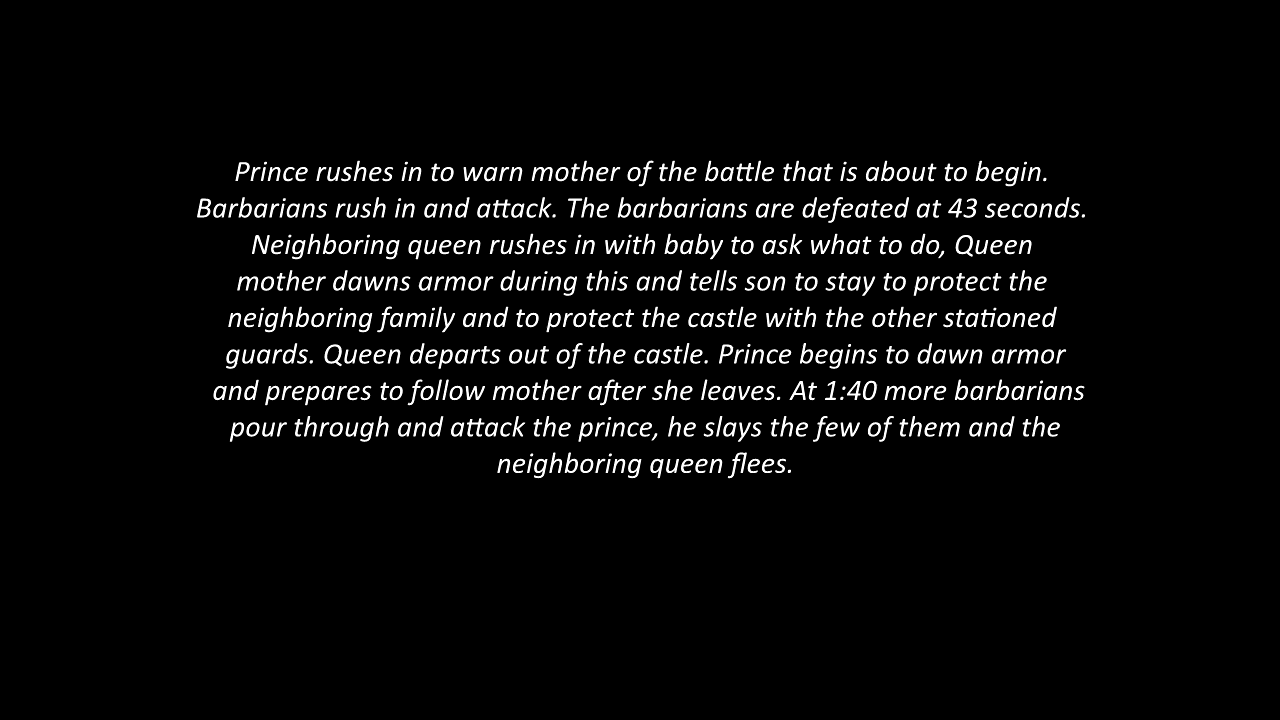 Prince rushes in to warn mother of the battle that is about to begin.
Barbarians rush in and attack. The barbarians are defeated at 43 seconds.
Neighboring queen rushes in with baby to ask what to do, Queen
mother dawns armor during this and tells son to stay to protect the
neighboring family and to protect the castle with the other stationed
guards. Queen departs out of the castle. Prince begins to dawn armor
and prepares to follow mother after she leaves. At 1:40 more barbarians
pour through and attack the prince, he slays the few of them and the
neighboring queen flees.